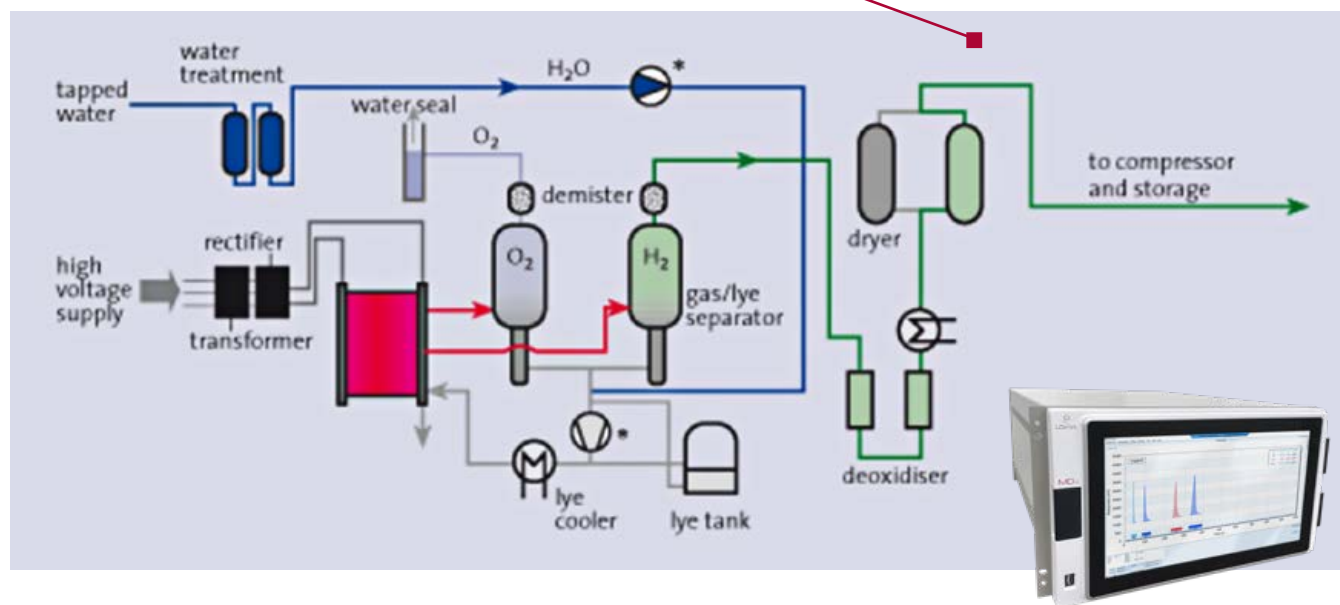 water
treatment
tapped
water
H₂O
*
water seal
O₂
demister
to compressor
and storage
dryer
rectifier
high
voltage
supply
transformer
O₂
H₂
gas/lye
separator
*
lye
cooler
lye tank
deoxidiser